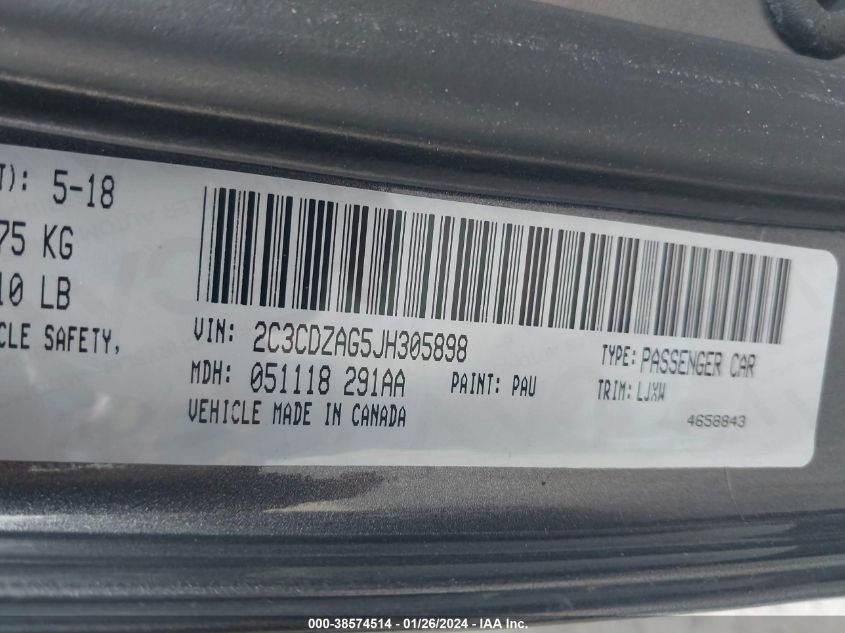 T): 5-18
75 KG
10 LB
CLE SAFETY,
VIN: 2C3CDZAG5JH305898
MDH: 051118 291AA PAINT: PAU
VEHICLE MADE IN CANADA
TYPE: PASSENGER CAR
TRIM: LJXW
4658843
000-38574514 | 01/26/2024 - IAA Inc.